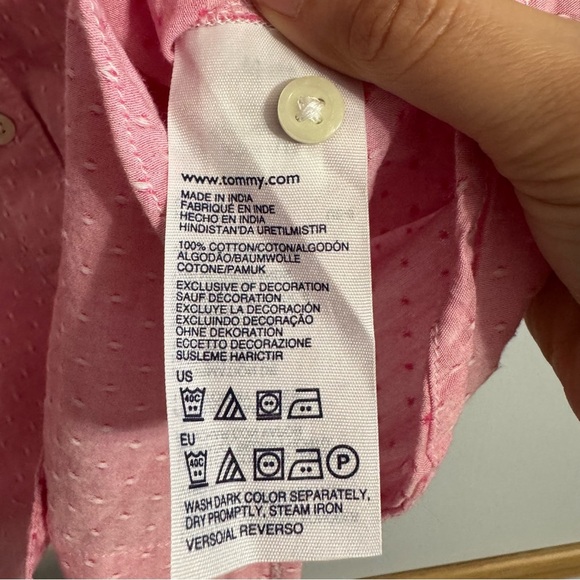 www.tommy.com
MADE IN INDIA
FABRIQUÉ EN INDE
HECHO EN INDIA
HINDISTAN'DA URETILMISTIR
100% COTTON/COTON/ALGODÓN
ALGODÃO/BAUMWOLLE
COTONE/PAMUK
EXCLUSIVE OF DECORATION
SAUF DÉCORATION
EXCLUYE LA DECORACIÓN
EXCLUINDO DECORAÇÃO
OHNE DEKORATION
ECCETTO DECORAZIONE
SUSLEME HARICTIR
US
40C
EU
40C
P
WASH DARK COLOR SEPARATELY,
DRY PROMPTLY, STEAM IRON
VERSO/AL REVERSO